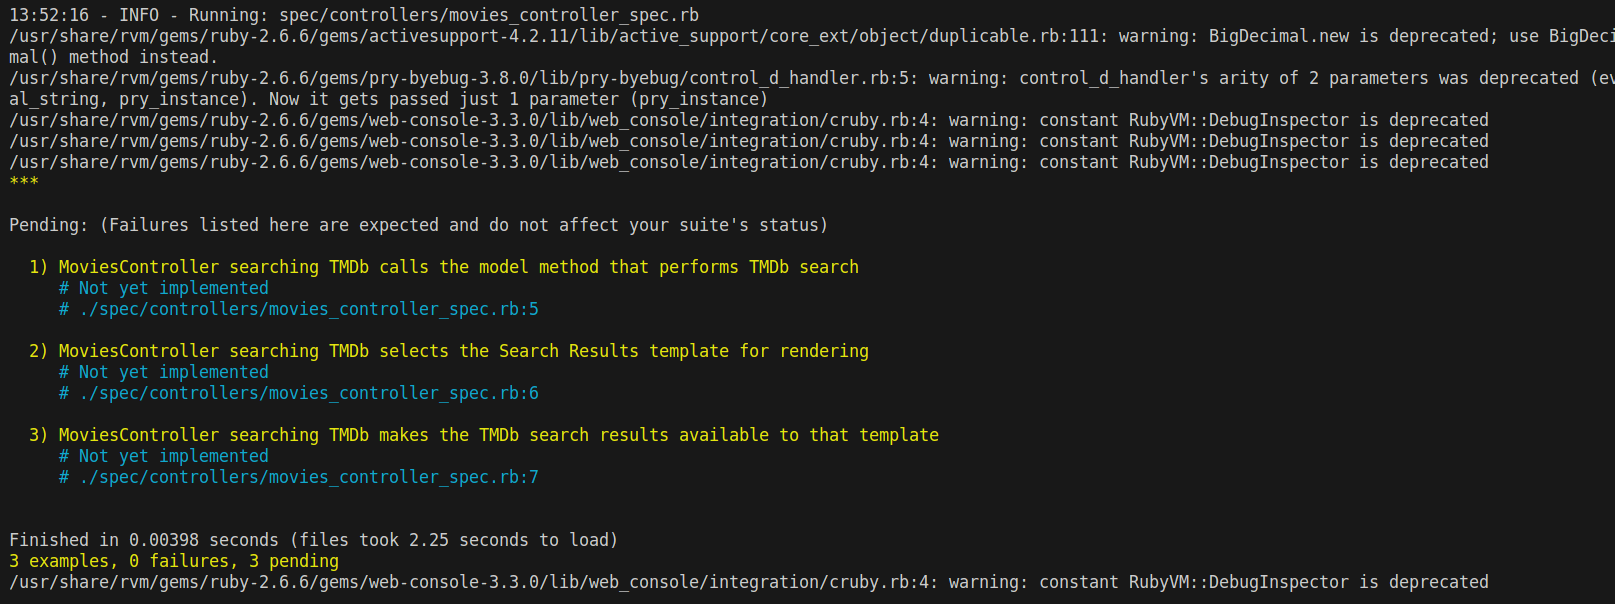 13:52:16 - INFO - Running: spec/controllers/movies_controller_spec.rb
/usr/share/rvm/gems/ruby-2.6.6/gems/activesupport-4.2.11/lib/active_support/core_ext/object/duplicable.rb:111: warning: BigDecimal.new is deprecated; use BigDeci
mal() method instead.
/usr/share/rvm/gems/ruby-2.6.6/gems/pry-byebug-3.8.0/lib/pry-byebug/control_d_handler.rb:5: warning: control_d_handler's arity of 2 parameters was deprecated (ev
al_string, pry_instance). Now it gets passed just 1 parameter (pry_instance)
/usr/share/rvm/gems/ruby-2.6.6/gems/web-console-3.3.0/lib/web_console/integration/cruby.rb:4: warning: constant RubyVM::DebugInspector is deprecated
/usr/share/rvm/gems/ruby-2.6.6/gems/web-console-3.3.0/lib/web_console/integration/cruby.rb:4: warning: constant RubyVM::DebugInspector is deprecated
/usr/share/rvm/gems/ruby-2.6.6/gems/web-console-3.3.0/lib/web_console/integration/cruby.rb:4: warning: constant RubyVM::DebugInspector is deprecated
***

Pending: (Failures listed here are expected and do not affect your suite's status)

  1) MoviesController searching TMDb calls the model method that performs TMDb search
     # Not yet implemented
     # ./spec/controllers/movies_controller_spec.rb:5

  2) MoviesController searching TMDb selects the Search Results template for rendering
     # Not yet implemented
     # ./spec/controllers/movies_controller_spec.rb:6

  3) MoviesController searching TMDb makes the TMDb search results available to that template
     # Not yet implemented
     # ./spec/controllers/movies_controller_spec.rb:7


Finished in 0.00398 seconds (files took 2.25 seconds to load)
3 examples, 0 failures, 3 pending
/usr/share/rvm/gems/ruby-2.6.6/gems/web-console-3.3.0/lib/web_console/integration/cruby.rb:4: warning: constant RubyVM::DebugInspector is deprecated